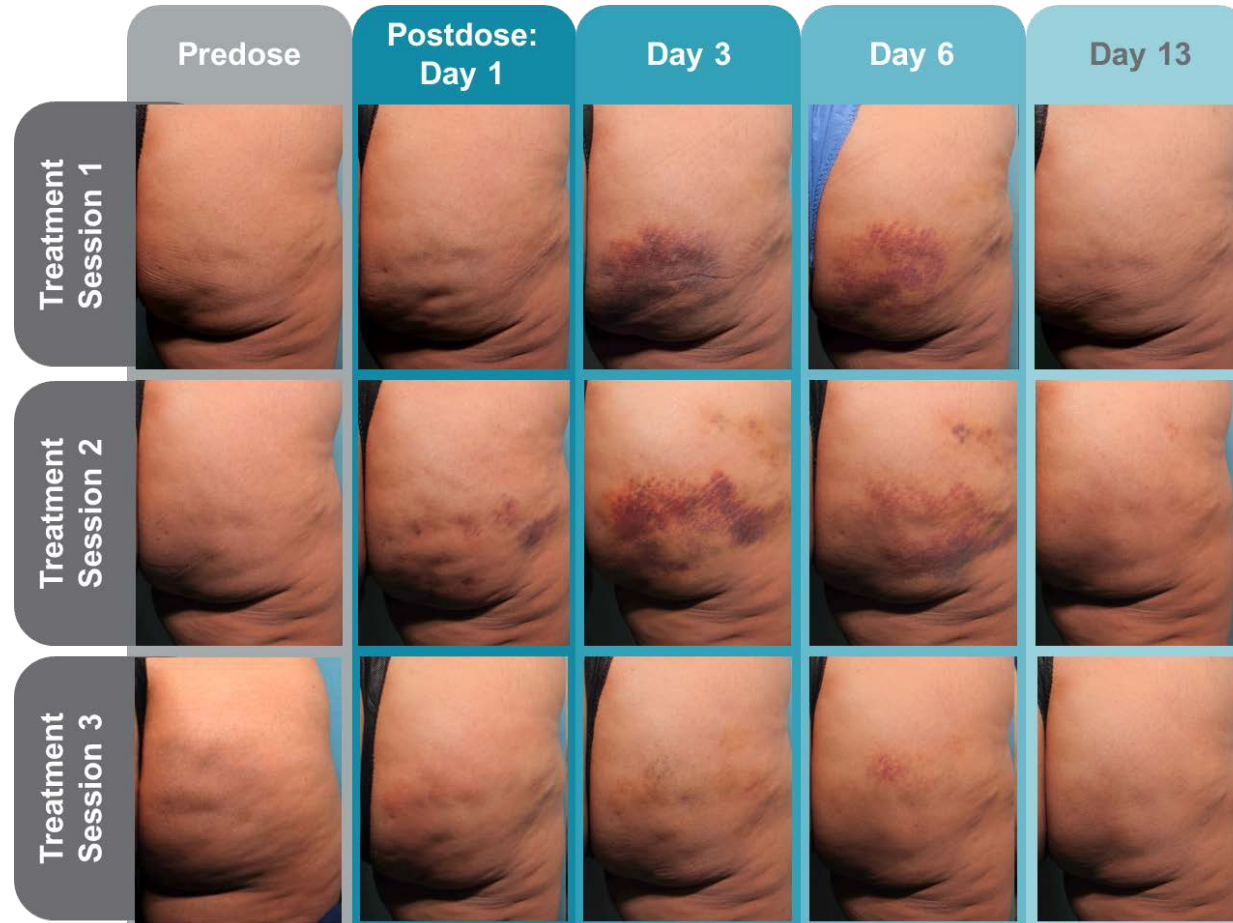 Predose
Postdose:
Day 1
Day 3
Day 6
Day 13
Treatment
Session 1
Treatment
Session 2
Treatment
Session 3